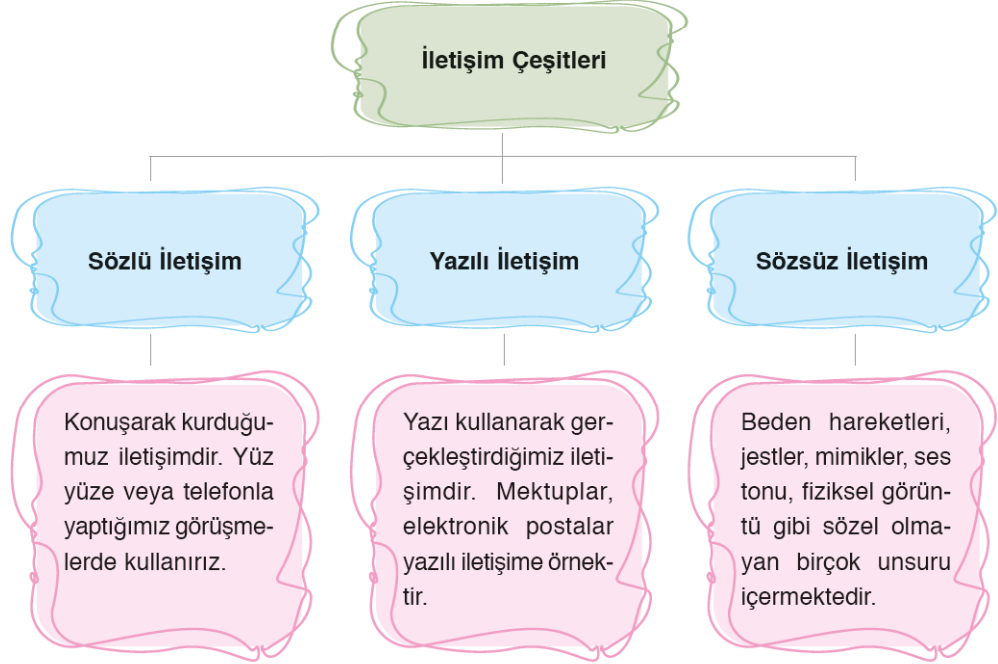 İletişim Çeşitleri
Sözlü İletişim
Yazılı İletişim
Sözsüz İletişim
Konuşarak kurduğu-
muz iletişimdir. Yüz
yüze veya telefonla
yaptığımız görüşme-
lerde kullanırız.
Yazı kullanarak ger-
çekleştirdiğimiz ileti-
şimdir. Mektuplar,
elektronik postalar
yazılı iletişime örnek-
tir.
Beden hareketleri,
jestler, mimikler, ses
tonu, fiziksel görün-
tü gibi sözel olma-
yan birçok unsuru
içermektedir.